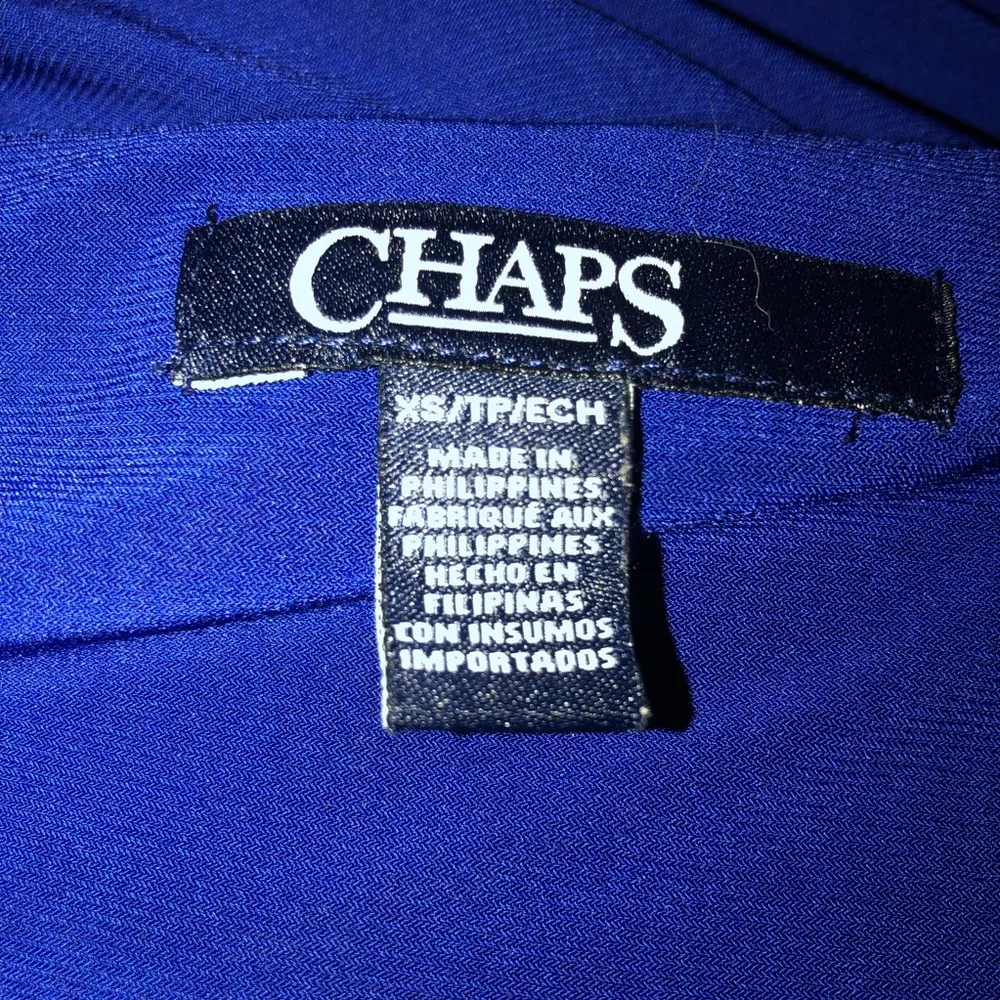 CHAPS
XS/TP/ECH
MADE IN
PHILIPPINES
FABRIQUÉ AUX
PHILIPPINES
HECHO EN
FILIPINAS
CON INSUMOS
IMPORTADOS